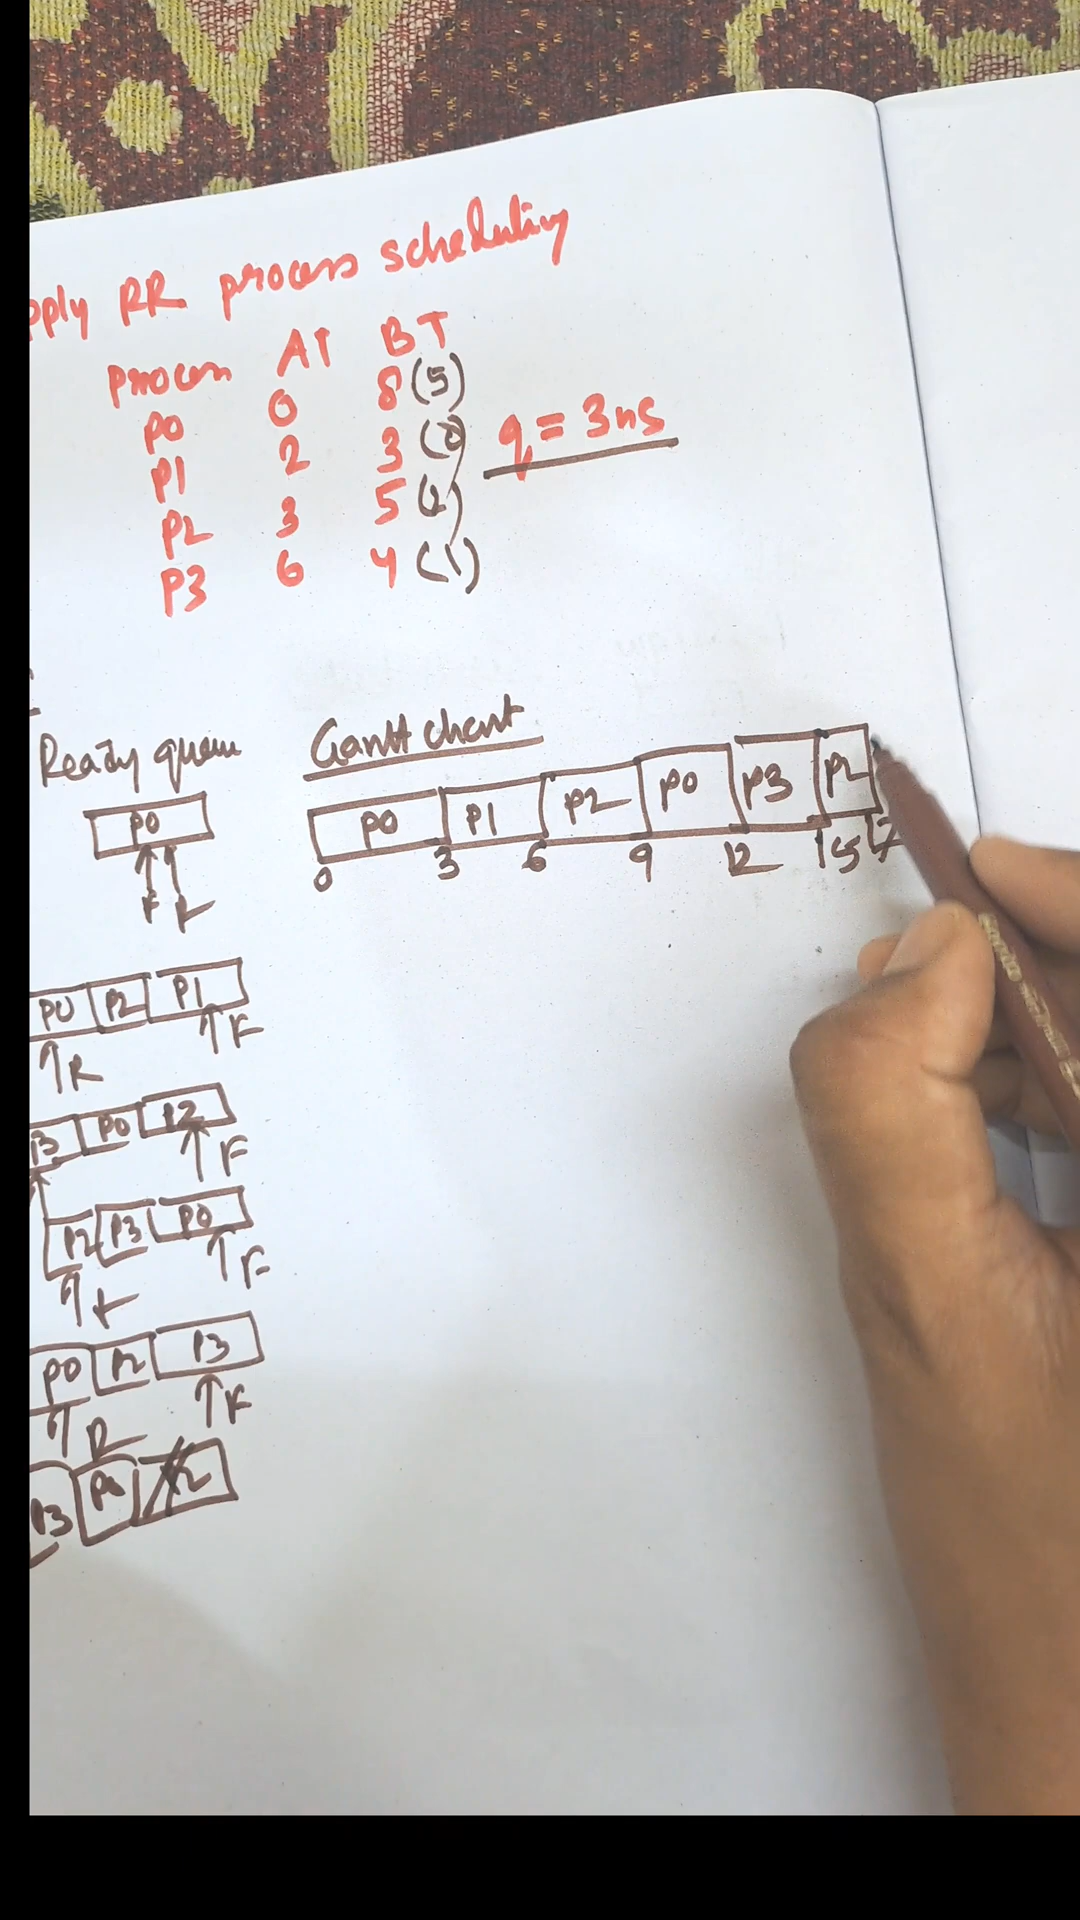 pply RR process scheduling
Process AT BT
P0 0 8 (5)
P1 2 3 (0)
P2 3 5 (2)
P3 6 4 (1)
q = 3ns
Ready queue
Gantt chart
P0 P1 P2 P0 P3 P2
0 3 6 9 12 15 17
P0
F R
P0 P2 P1
R F
P3 P0 P2
F
P2 P3 P0
R F
P0 P2 P3
R F
P3 P0